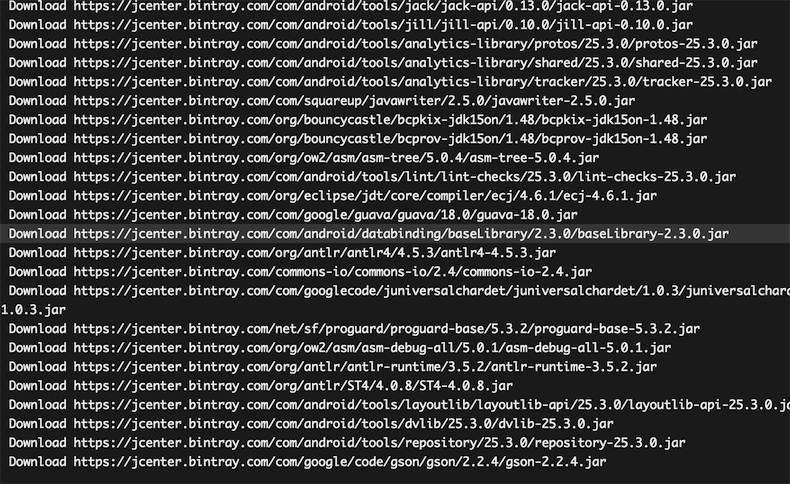 Download https://jcenter.bintray.com/com/android/tools/jack/jack-api/0.13.0/jack-api-0.13.0.jar
Download https://jcenter.bintray.com/com/android/tools/jill/jill-api/0.10.0/jill-api-0.10.0.jar
Download https://jcenter.bintray.com/com/android/tools/analytics-library/protos/25.3.0/protos-25.3.0.jar
Download https://jcenter.bintray.com/com/android/tools/analytics-library/shared/25.3.0/shared-25.3.0.jar
Download https://jcenter.bintray.com/com/android/tools/analytics-library/tracker/25.3.0/tracker-25.3.0.jar
Download https://jcenter.bintray.com/com/squareup/javawriter/2.5.0/javawriter-2.5.0.jar
Download https://jcenter.bintray.com/org/bouncycastle/bcpkix-jdk15on/1.48/bcpkix-jdk15on-1.48.jar
Download https://jcenter.bintray.com/org/bouncycastle/bcprov-jdk15on/1.48/bcprov-jdk15on-1.48.jar
Download https://jcenter.bintray.com/org/ow2/asm/asm-tree/5.0.4/asm-tree-5.0.4.jar
Download https://jcenter.bintray.com/com/android/tools/lint/lint-checks/25.3.0/lint-checks-25.3.0.jar
Download https://jcenter.bintray.com/org/eclipse/jdt/core/compiler/ecj/4.6.1/ecj-4.6.1.jar
Download https://jcenter.bintray.com/com/google/guava/guava/18.0/guava-18.0.jar
Download https://jcenter.bintray.com/com/android/databinding/baseLibrary/2.3.0/baseLibrary-2.3.0.jar
Download https://jcenter.bintray.com/org/antlr/antlr4/4.5.3/antlr4-4.5.3.jar
Download https://jcenter.bintray.com/commons-io/commons-io/2.4/commons-io-2.4.jar
Download https://jcenter.bintray.com/com/googlecode/juniversalchardet/juniversalchardet/1.0.3/juniversalchard
1.0.3.jar
Download https://jcenter.bintray.com/net/sf/proguard/proguard-base/5.3.2/proguard-base-5.3.2.jar
Download https://jcenter.bintray.com/org/ow2/asm/asm-debug-all/5.0.1/asm-debug-all-5.0.1.jar
Download https://jcenter.bintray.com/org/antlr/antlr-runtime/3.5.2/antlr-runtime-3.5.2.jar
Download https://jcenter.bintray.com/org/antlr/ST4/4.0.8/ST4-4.0.8.jar
Download https://jcenter.bintray.com/com/android/tools/layoutlib/layoutlib-api/25.3.0/layoutlib-api-25.3.0.ja
Download https://jcenter.bintray.com/com/android/tools/dvlib/25.3.0/dvlib-25.3.0.jar
Download https://jcenter.bintray.com/com/android/tools/repository/25.3.0/repository-25.3.0.jar
Download https://jcenter.bintray.com/com/google/code/gson/gson/2.2.4/gson-2.2.4.jar